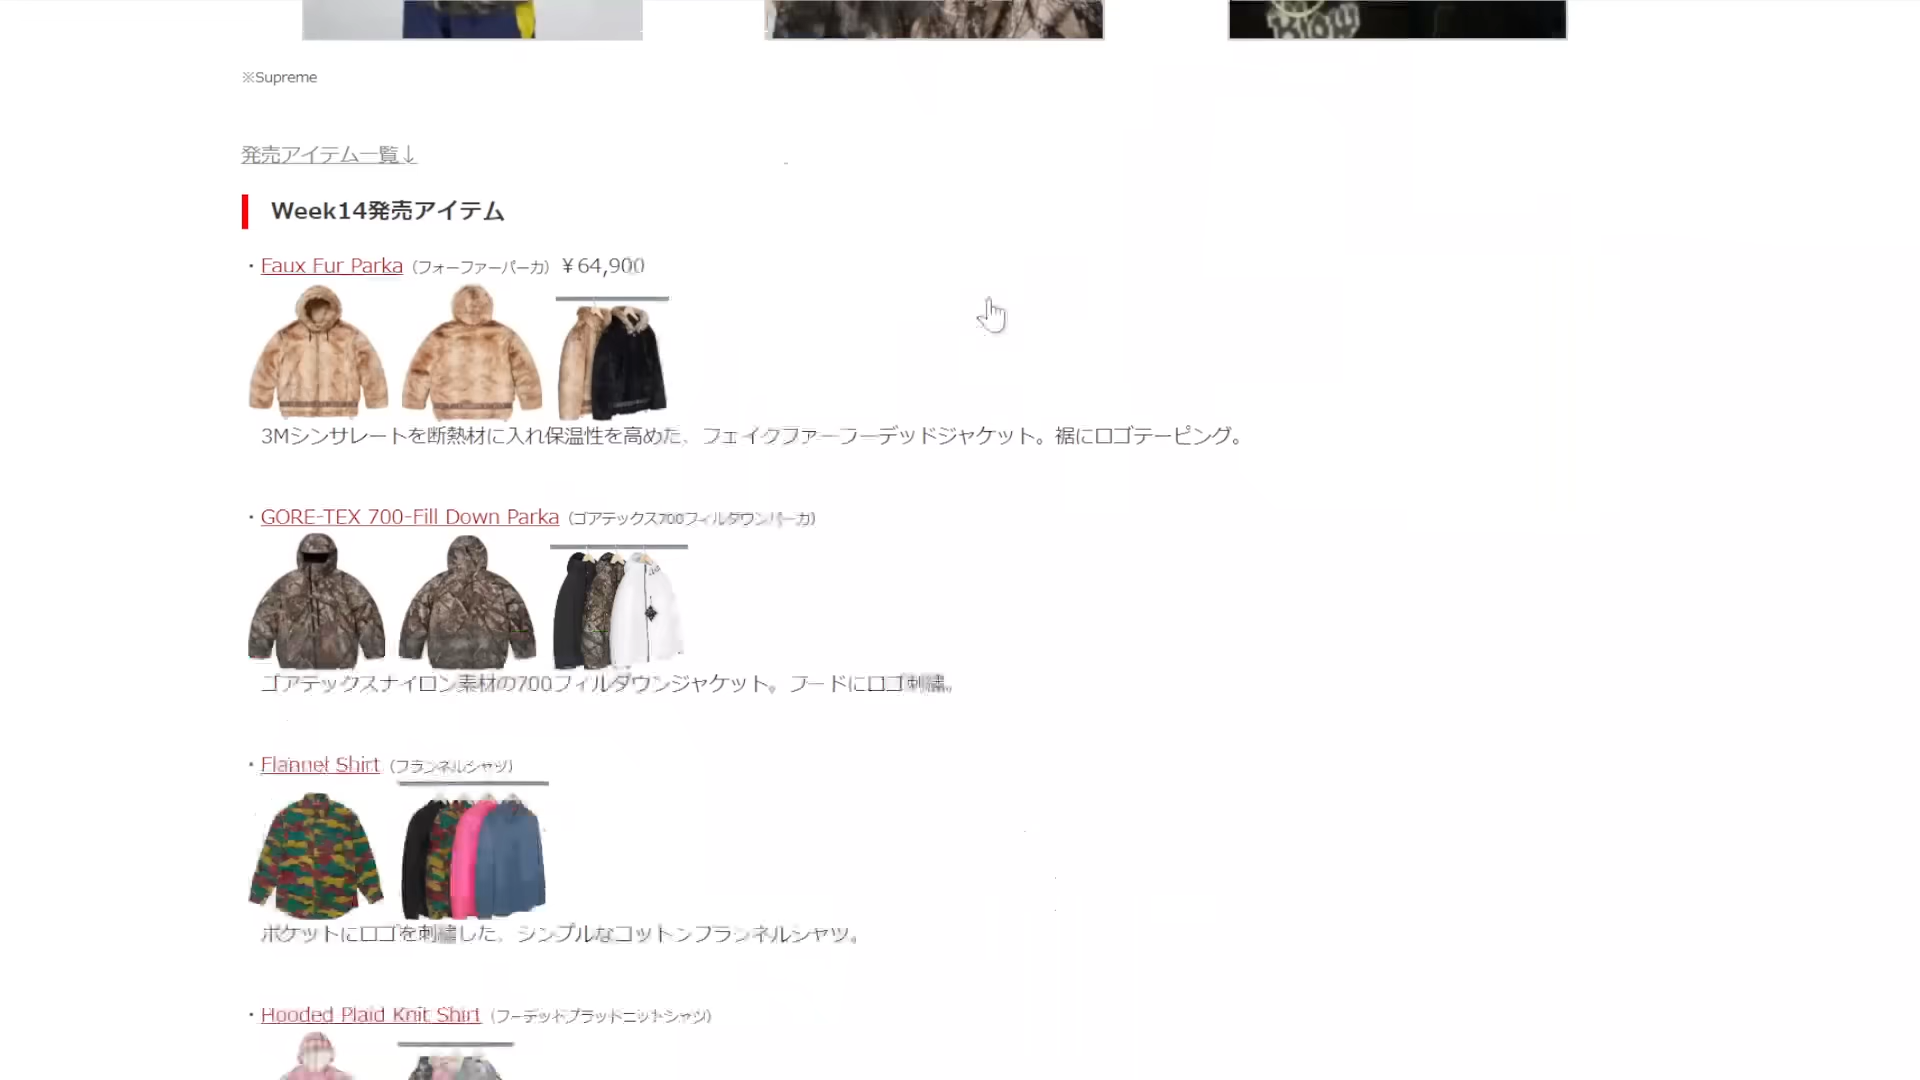 ※Supreme
発売アイテム一覧↓
Week14発売アイテム
・Faux Fur Parka（フォーファーパーカ）￥64,900
3Mシンサレートを断熱材に入れ保温性を高めた、フェイクファーフーデッドジャケット。裾にロゴテーピング。
・GORE-TEX 700-Fill Down Parka（ゴアテックス700フィルダウンパーカ）
ゴアテックスナイロン素材の700フィルダウンジャケット。フードにロゴ刺繍。
・Flannel Shirt（フランネルシャツ）
ポケットにロゴを刺繍した、シンプルなコットンフランネルシャツ。
・Hooded Plaid Knit Shirt（フーデッドプラッドニットシャツ）